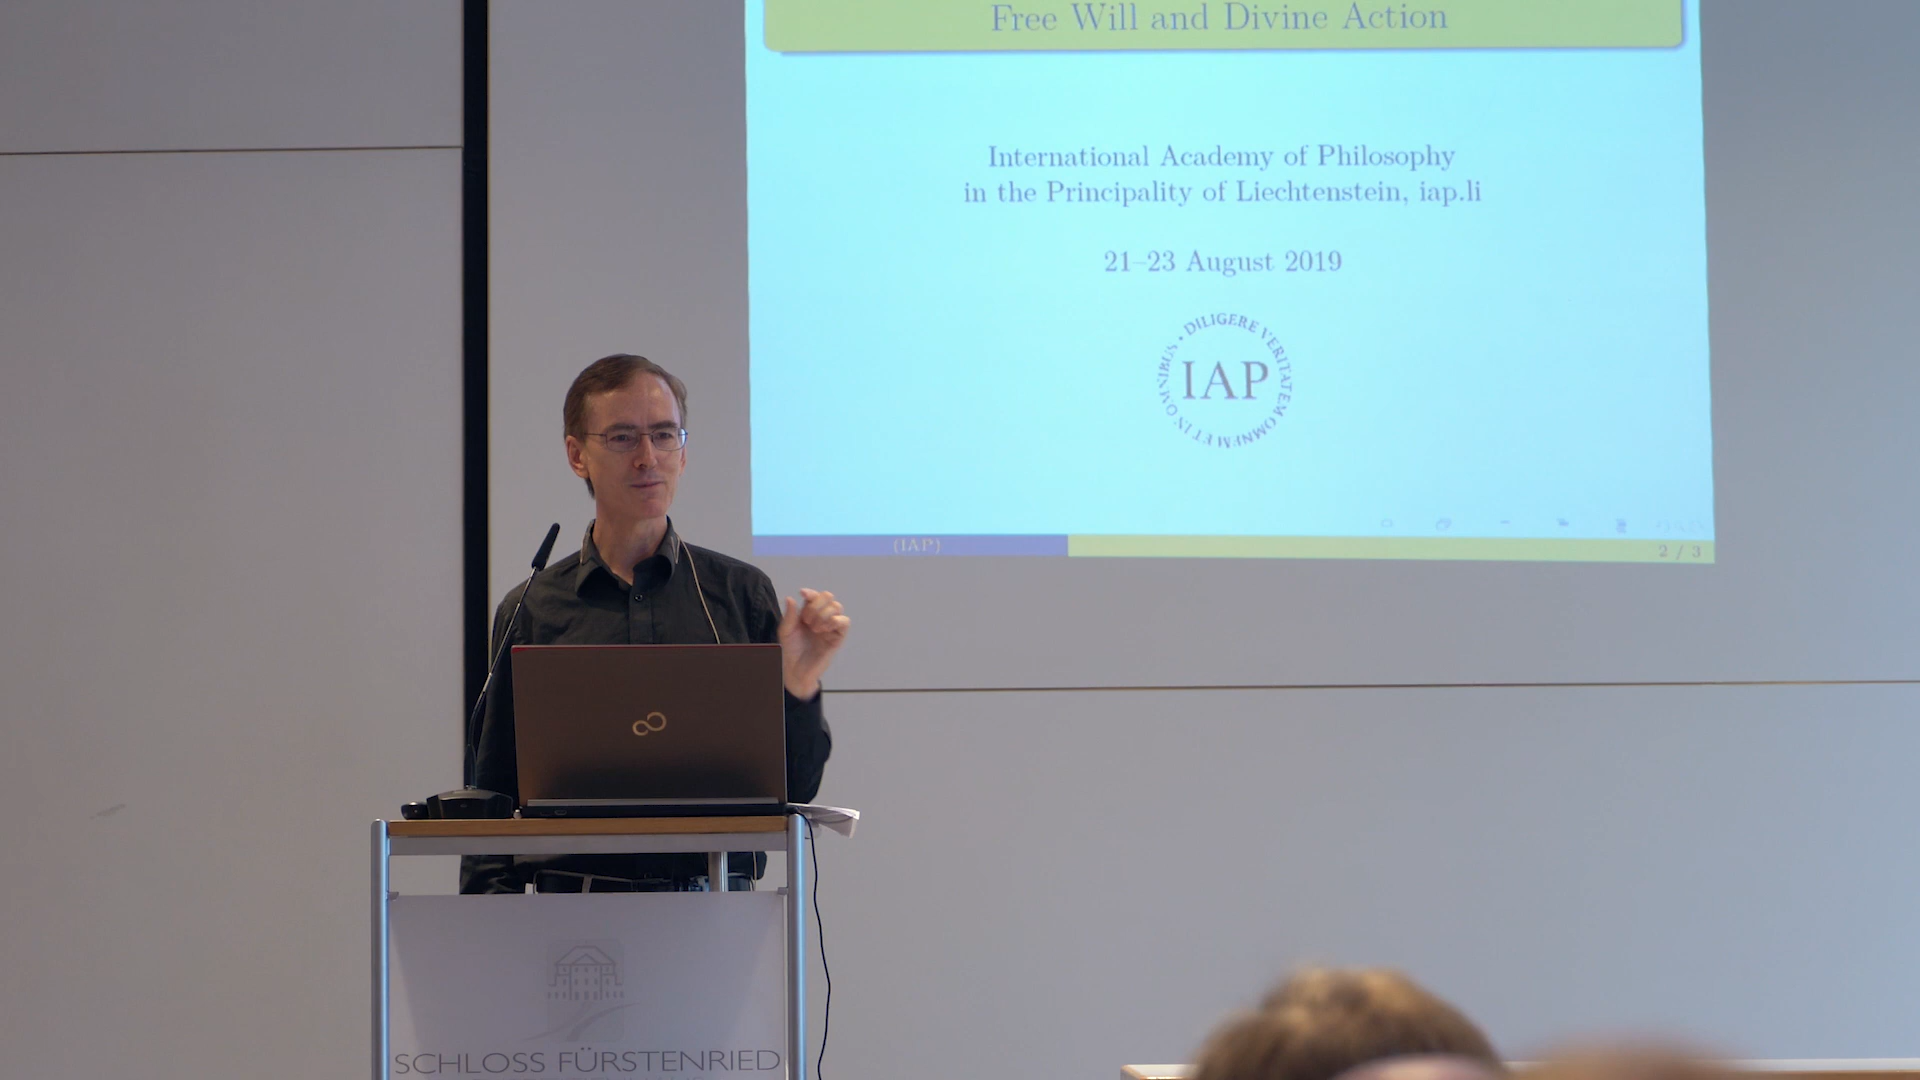 Free Will and Divine Action
International Academy of Philosophy
in the Principality of Liechtenstein, iap.li
21–23 August 2019
DILIGERE VERITATEM OMNEM ET IN OMNIBUS •
IAP
(IAP)
2 / 3
SCHLOSS FÜRSTENRIED